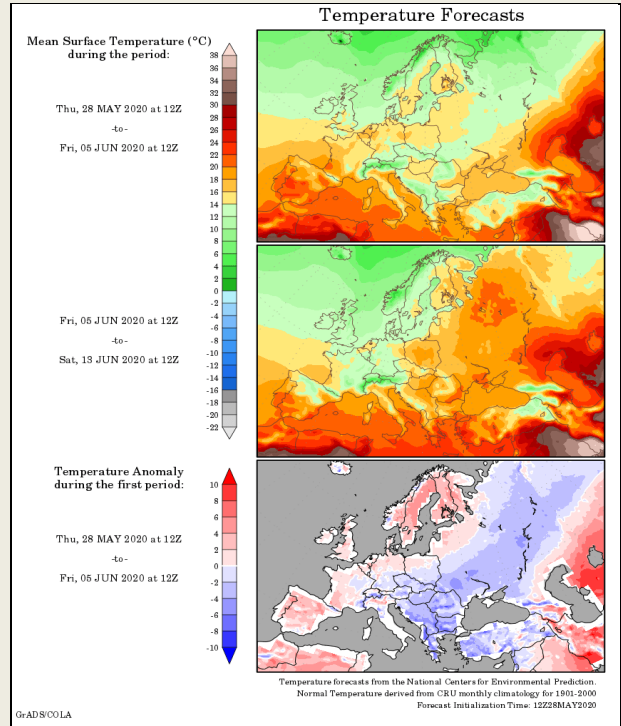 Temperature Forecasts
Mean Surface Temperature (°C)
during the period:
Thu, 28 MAY 2020 at 12Z
-to-
Fri, 05 JUN 2020 at 12Z
38
36
34
32
30
28
26
24
22
20
18
16
14
12
10
8
6
4
2
0
-2
-4
-6
-8
-10
-12
-14
-16
-18
-20
-22
Fri, 05 JUN 2020 at 12Z
-to-
Sat, 13 JUN 2020 at 12Z
Temperature Anomaly
during the first period:
Thu, 28 MAY 2020 at 12Z
-to-
Fri, 05 JUN 2020 at 12Z
10
8
6
4
2
0
-2
-4
-6
-8
-10
Temperature forecasts from the National Centers for Environmental Prediction.
Normal Temperature derived from CRU monthly climatology for 1901-2000
Forecast Initialization Time: 12Z28MAY2020
GrADS/COLA